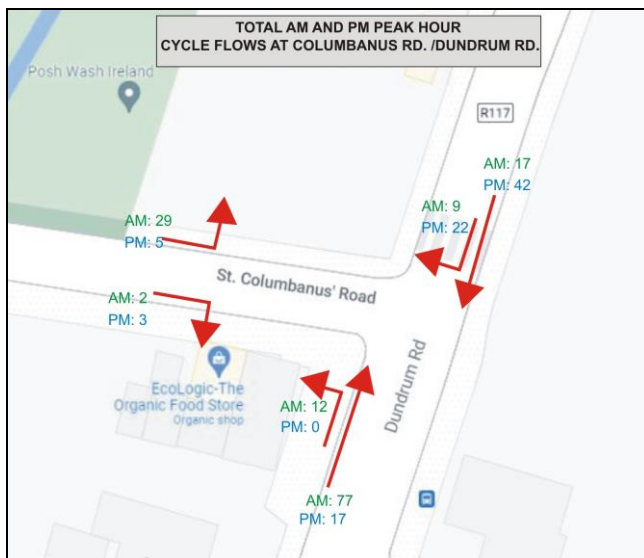 TOTAL AM AND PM PEAK HOUR
CYCLE FLOWS AT COLUMBANUS RD. /DUNDRUM RD.
Posh Wash Ireland
R117
AM: 17
PM: 42
AM: 9
PM: 22
AM: 29
PM: 5
St. Columbanus' Road
AM: 2
PM: 3
Dundrum Rd
EcoLogic-The
Organic Food Store
Organic shop
AM: 12
PM: 0
AM: 77
PM: 17